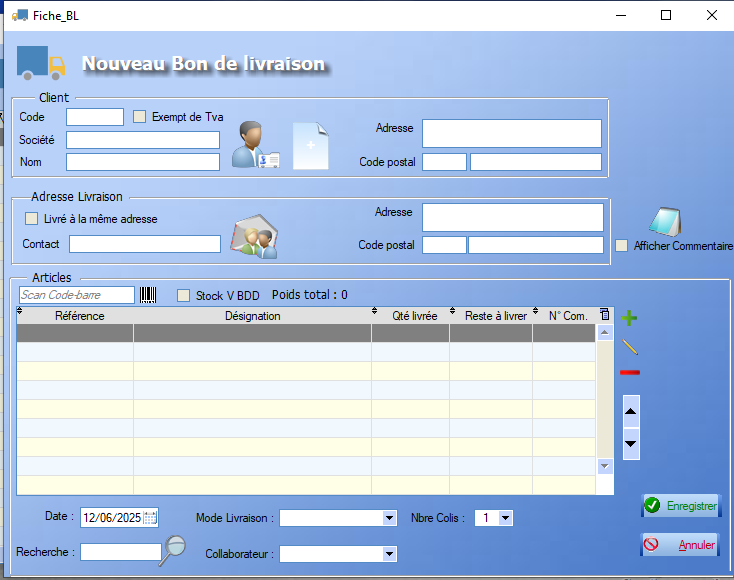 Fiche_BL
Nouveau Bon de livraison
Client
Code
Exempt de Tva
Société
Nom
Adresse
Code postal
Adresse Livraison
Livré à la même adresse
Contact
Adresse
Code postal
Afficher Commentaire
Articles
Scan Code-barre
Stock V BDD
Poids total : 0
Référence Désignation Qté livrée Reste à livrer N° Com.
Date : 12/06/2025
Mode Livraison :
Nbre Colis : 1
Enregistrer
Recherche :
Collaborateur :
Annuler